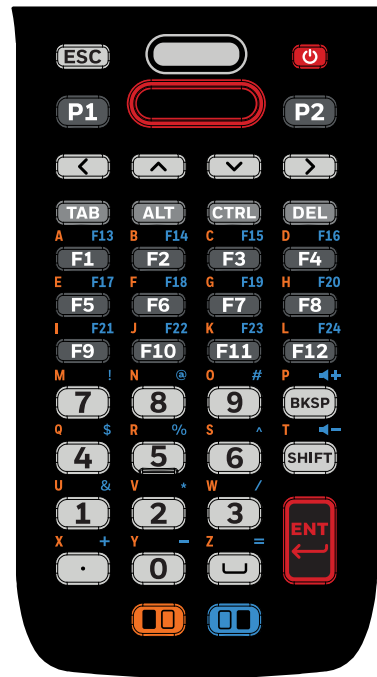 ESC
P1 P2
< ^ ⌄ >
TAB ALT CTRL DEL
A F13 B F14 C F15 D F16
F1 F2 F3 F4
E F17 F F18 G F19 H F20
F5 F6 F7 F8
I F21 J F22 K F23 L F24
F9 F10 F11 F12
M ! N @ O # P +
7 8 9 BKSP
Q $ R % S ^ T -
4 5 6 SHIFT
U & V * W /
1 2 3 ENT
X + Y - Z =
. 0